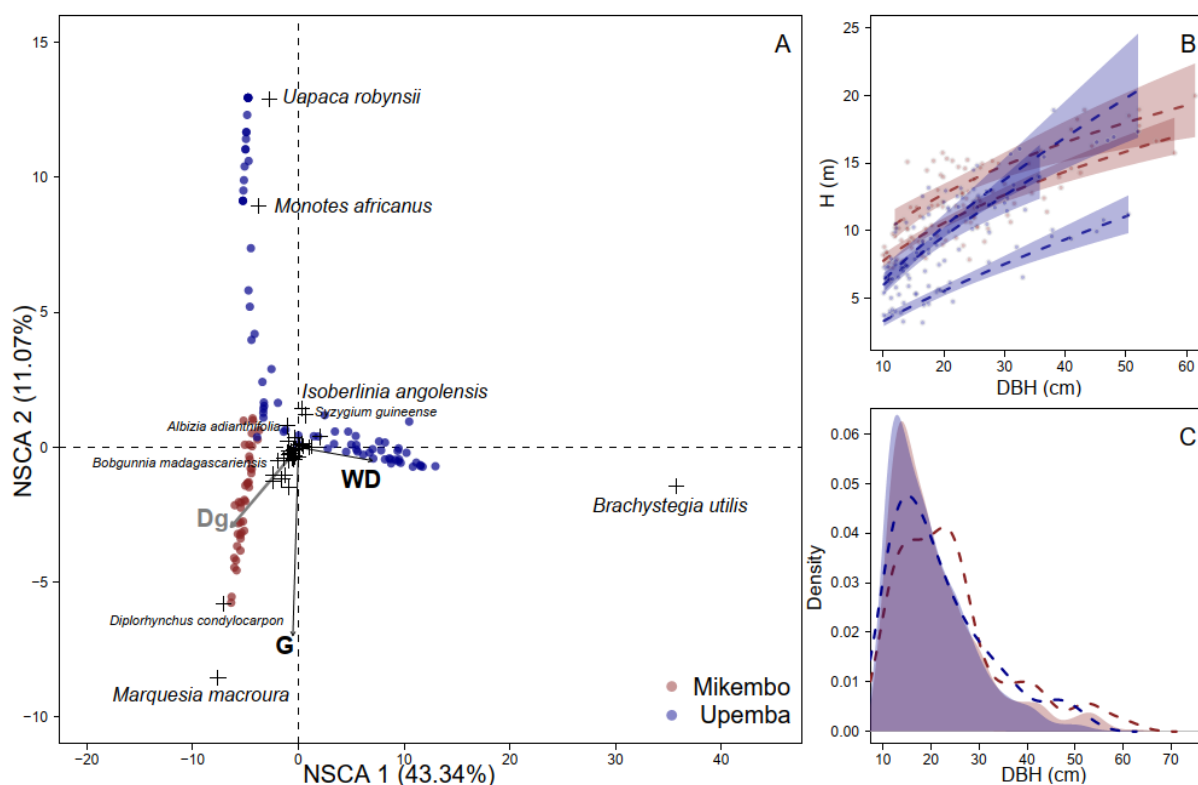 A
15
10
5
0
−5
−10
NSCA 2 (11.07%)
Uapaca robynsii
Monotes africanus
Isoberlinia angolensis
Syzygium guineense
Albizia adianthifolia
Bobgunnia madagascariensis
WD
Brachystegia utilis
Dg
Diplorhynchus condylocarpon
G
Marquesia macroura
Mikembo
Upemba
−20
0
10
20
30
40
NSCA 1 (43.34%)
B
25
20
15
10
5
H (m)
10
20
30
40
50
60
DBH (cm)
C
0.06
0.05
0.04
0.03
0.02
0.01
0.00
Density
10
20
30
40
50
60
70
DBH (cm)